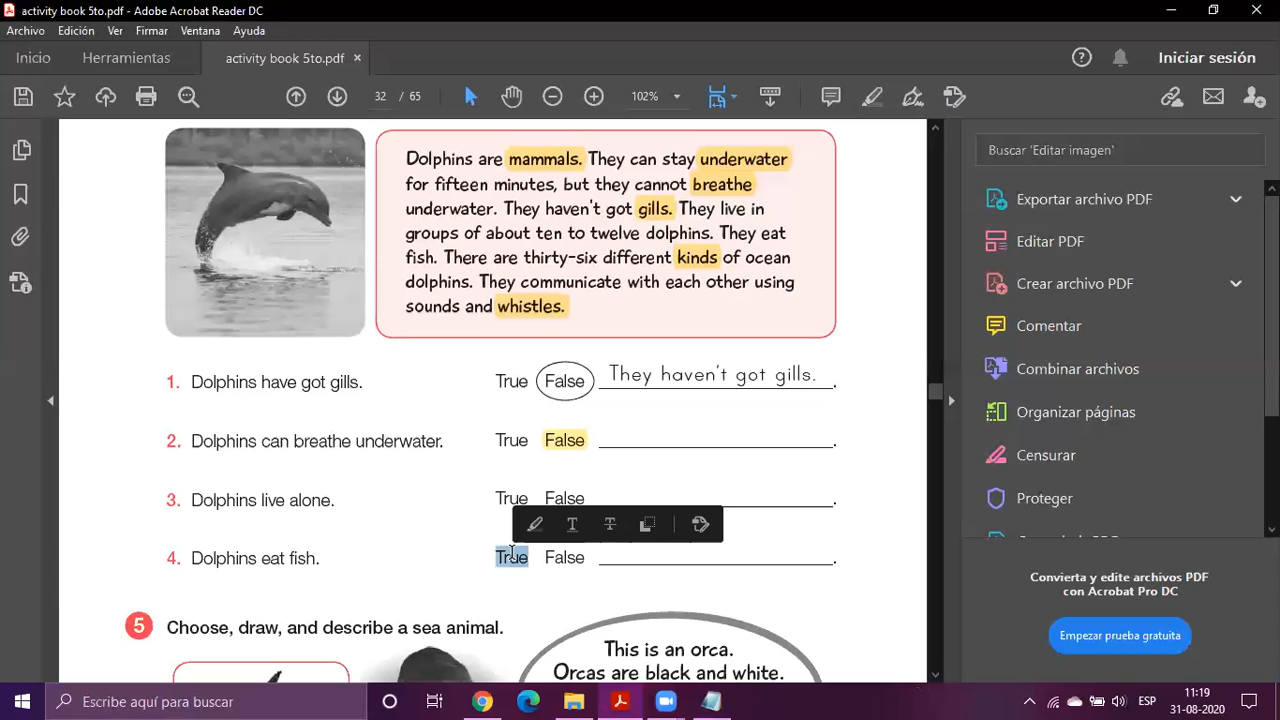 activity book 5to.pdf - Adobe Acrobat Reader DC
Archivo Edición Ver Firmar Ventana Ayuda
Inicio Herramientas activity book 5to.pdf × Iniciar sesión
32 / 65 102%
Buscar 'Editar imagen'
Dolphins are mammals. They can stay underwater
for fifteen minutes, but they cannot breathe
underwater. They haven't got gills. They live in
groups of about ten to twelve dolphins. They eat
fish. There are thirty-six different kinds of ocean
dolphins. They communicate with each other using
sounds and whistles.
1. Dolphins have got gills. True False They haven't got gills.
2. Dolphins can breathe underwater. True False
3. Dolphins live alone. True False
4. Dolphins eat fish. True False
5 Choose, draw, and describe a sea animal.
This is an orca.
Orcas are black and white.
Exportar archivo PDF
Editar PDF
Crear archivo PDF
Comentar
Combinar archivos
Organizar páginas
Censurar
Proteger
Convierta y edite archivos PDF
con Acrobat Pro DC
Empezar prueba gratuita
Escribe aquí para buscar
ESP
11:19
31-08-2020